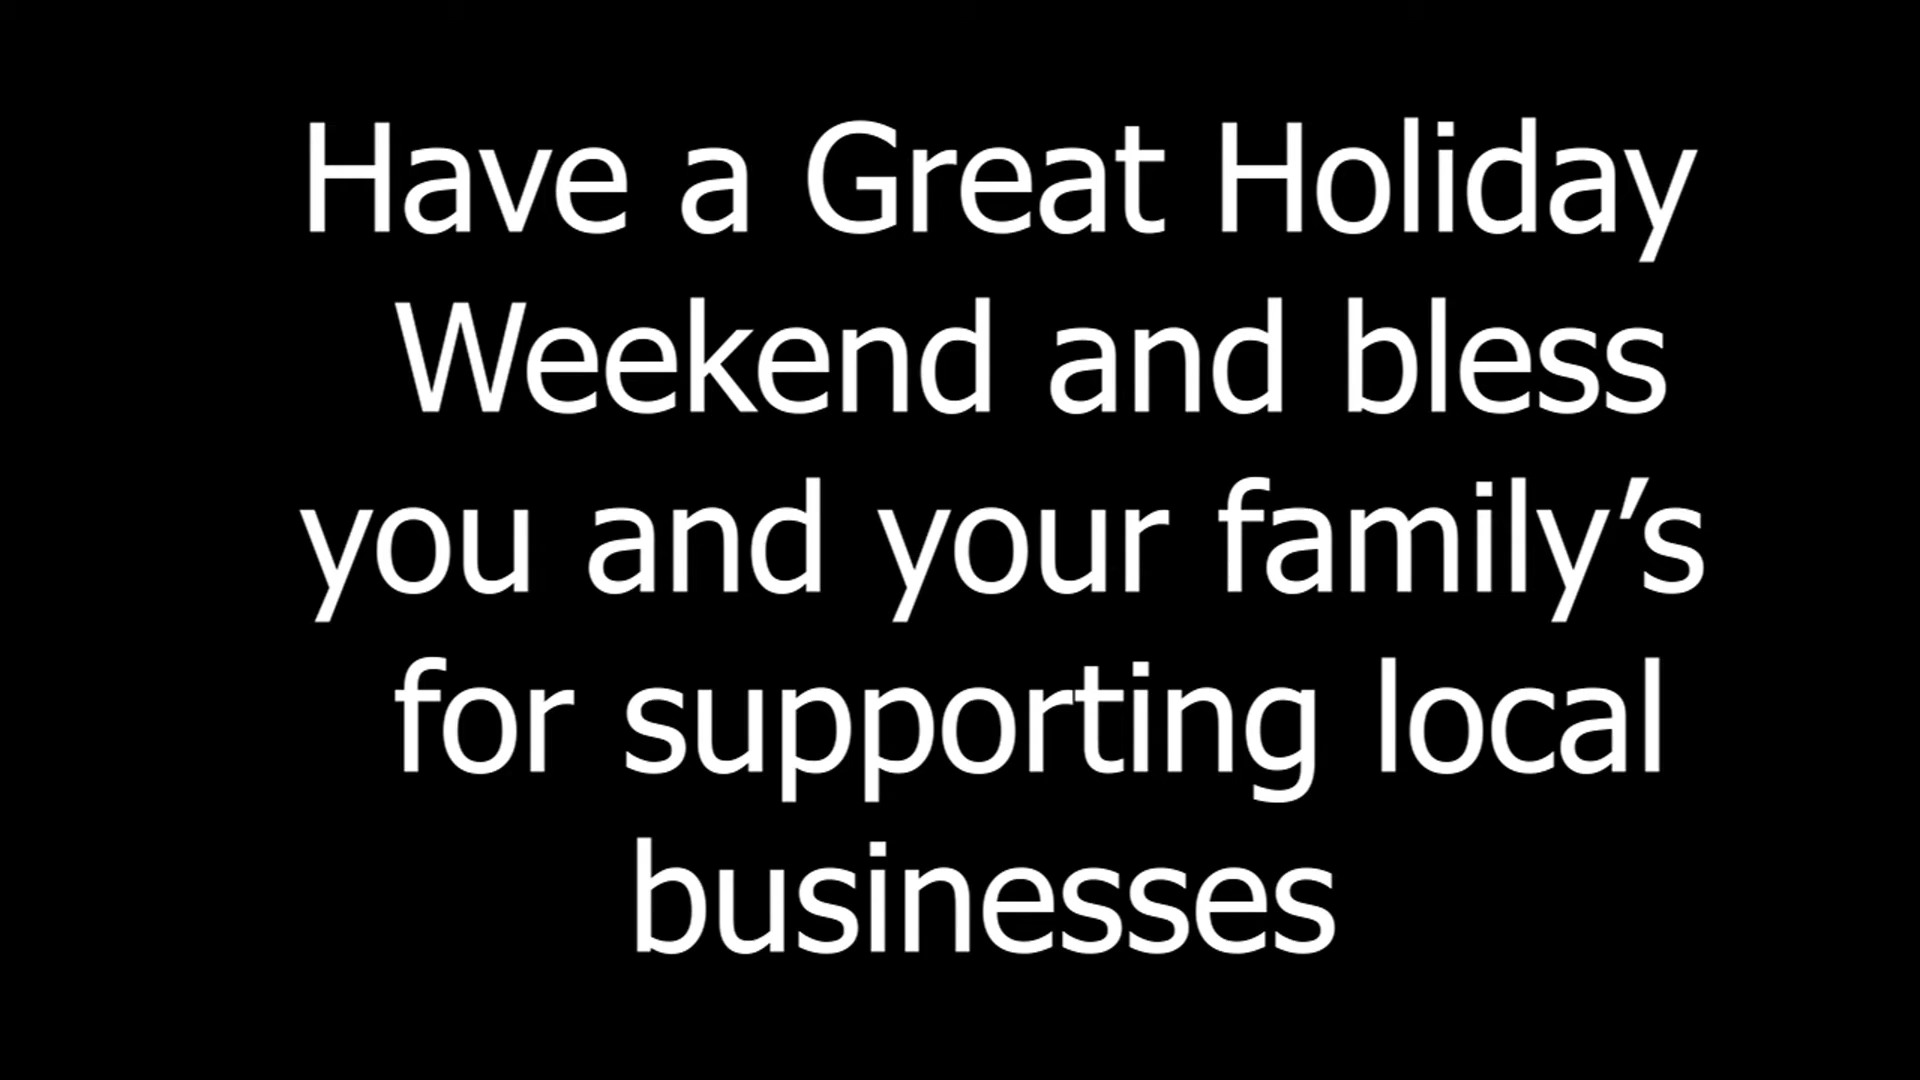 Have a Great Holiday
Weekend and bless
you and your family’s
for supporting local
businesses